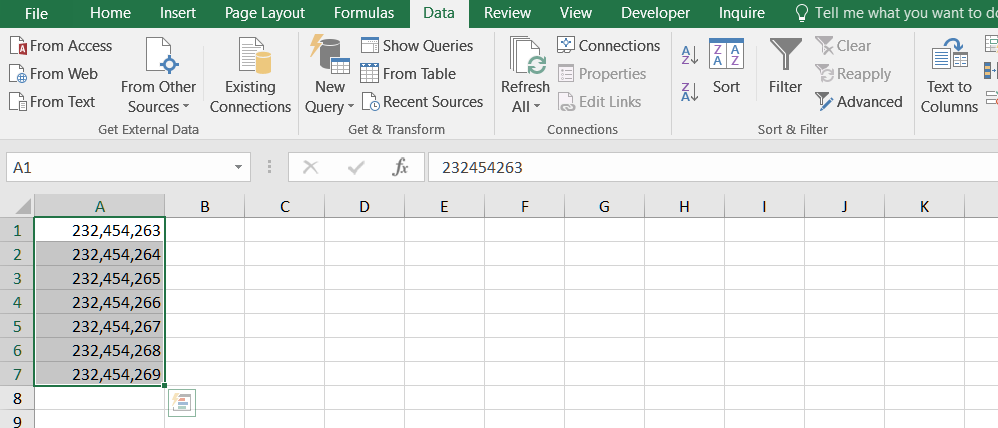 File Home Insert Page Layout Formulas Data Review View Developer Inquire Tell me what you want to do
From Access
From Web
From Text
From Other
Sources
Existing
Connections
Get External Data
New
Query
Show Queries
From Table
Recent Sources
Get & Transform
Refresh
All
Connections
Properties
Edit Links
Connections
A
Z
Z
A
Z A
A Z
Sort
Filter
Clear
Reapply
Advanced
Sort & Filter
Text to
Columns
A1 fx 232454263
A B C D E F G H I J K
1 232,454,263
2 232,454,264
3 232,454,265
4 232,454,266
5 232,454,267
6 232,454,268
7 232,454,269
8
9